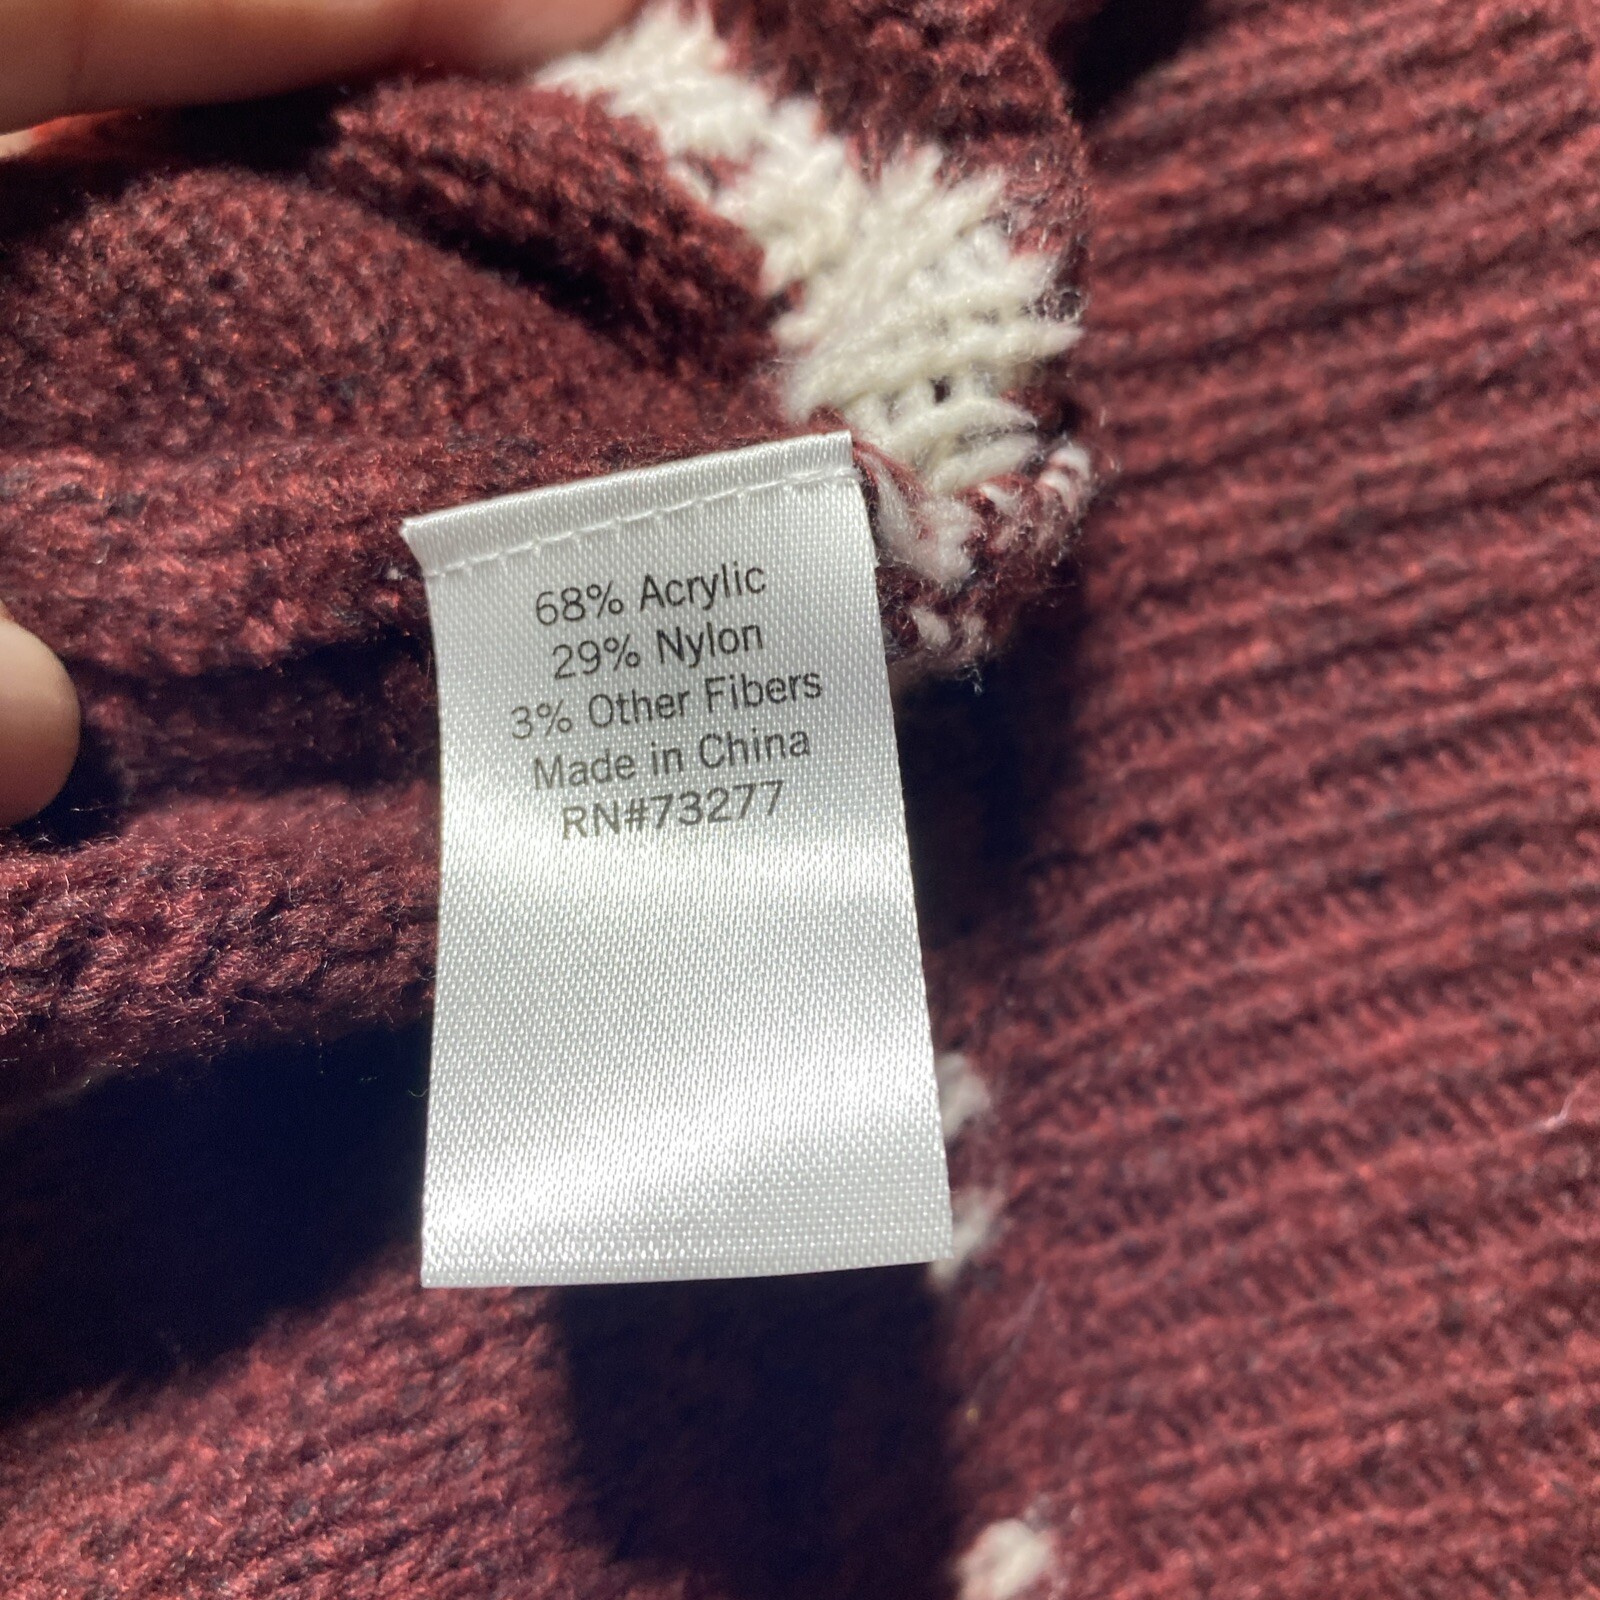 68% Acrylic
29% Nylon
3% Other Fibers
Made in China
RN#73277